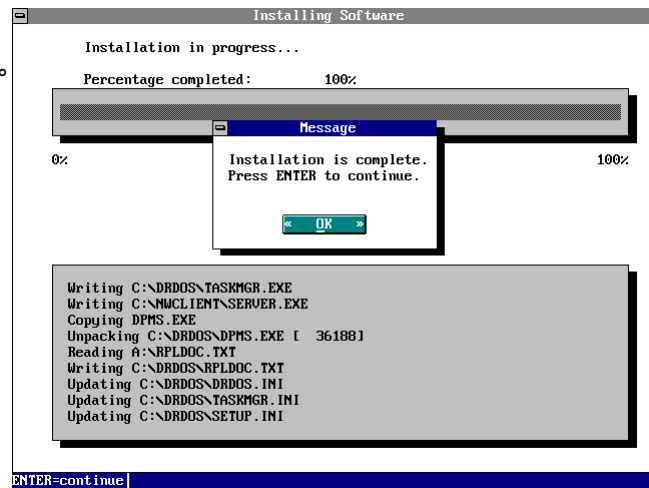 Installing Software
Installation in progress...
Percentage completed: 100%
Message
0% Installation is complete. 100%
Press ENTER to continue.
« OK »
Writing C:\DRDOS\TASKMGR.EXE
Writing C:\NWCLIENT\SERVER.EXE
Copying DPMS.EXE
Unpacking C:\DRDOS\DPMS.EXE [ 36188]
Reading A:\RPLDOC.TXT
Writing C:\DRDOS\RPLDOC.TXT
Updating C:\DRDOS\DRDOS.INI
Updating C:\DRDOS\TASKMGR.INI
Updating C:\DRDOS\SETUP.INI
ENTER=continue